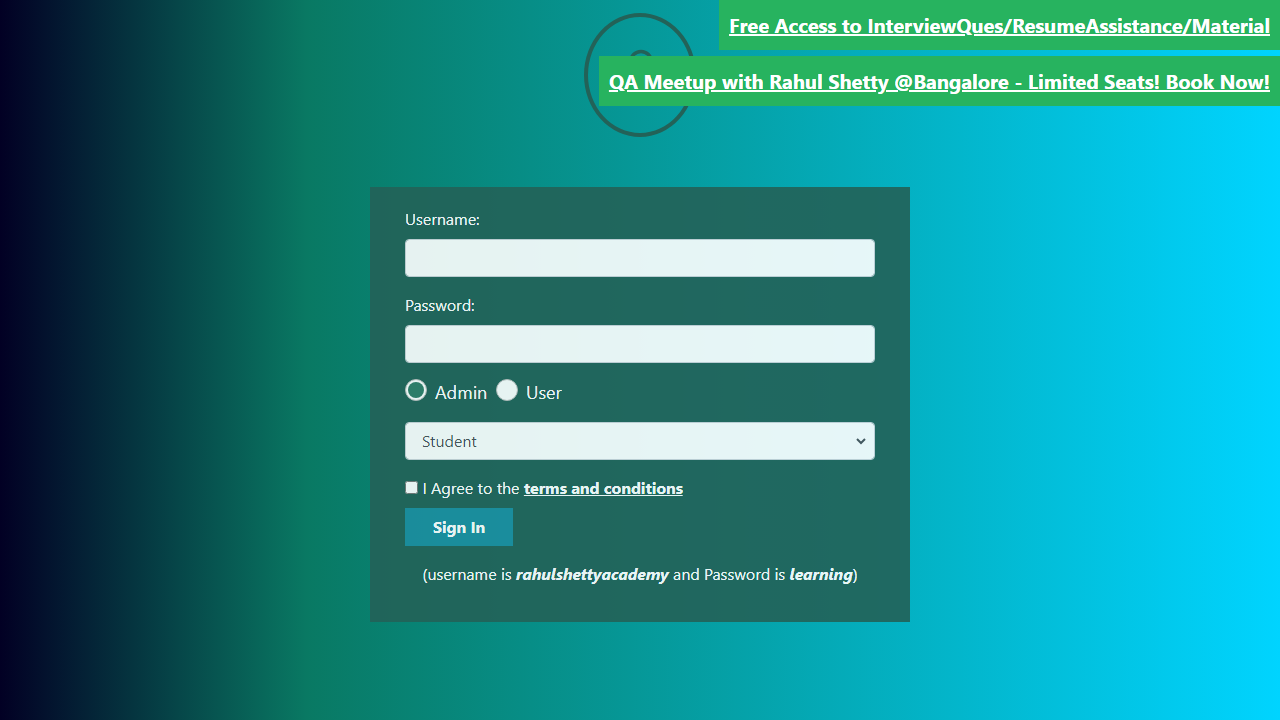 Free Access to InterviewQues/ResumeAssistance/Material
QA Meetup with Rahul Shetty @Bangalore - Limited Seats! Book Now!
Username:
Password:
Admin User
Student
I Agree to the terms and conditions
Sign In
(username is rahulshettyacademy and Password is learning)